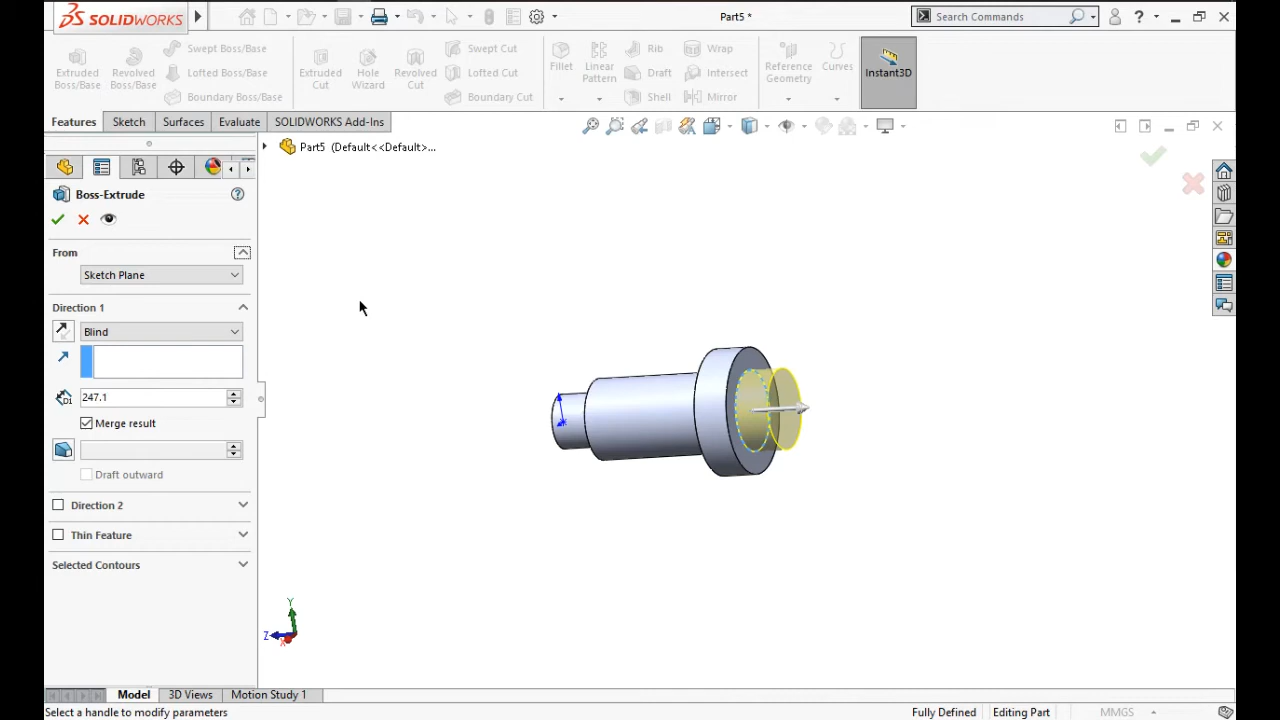 SOLIDWORKS
Part5 *
Search Commands
?
Extruded Boss/Base
Revolved Boss/Base
Swept Boss/Base
Lofted Boss/Base
Boundary Boss/Base
Extruded Cut
Hole Wizard
Revolved Cut
Swept Cut
Lofted Cut
Boundary Cut
Fillet
Linear Pattern
Rib
Draft
Shell
Wrap
Intersect
Mirror
Reference Geometry
Curves
Instant3D
Features
Sketch
Surfaces
Evaluate
SOLIDWORKS Add-Ins
Part5 (Default<<Default>...
Boss-Extrude
?
From
Sketch Plane
Direction 1
Blind
D1
247.1
Merge result
Draft outward
Direction 2
Thin Feature
Selected Contours
Y
Z
X
Model
3D Views
Motion Study 1
Select a handle to modify parameters
Fully Defined
Editing Part
MMGS